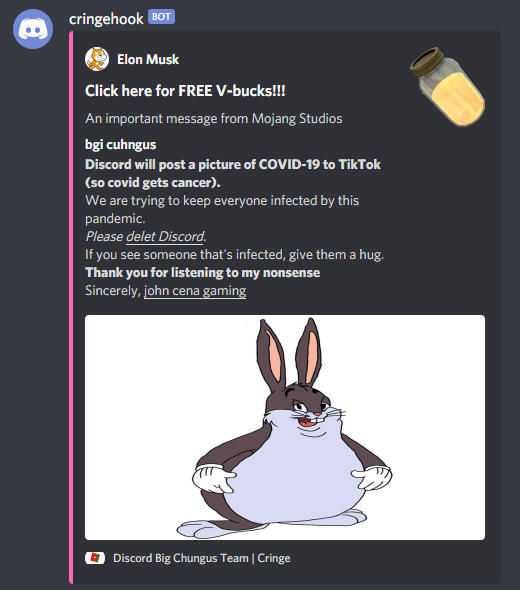 cringehook BOT
Elon Musk
Click here for FREE V-bucks!!!
An important message from Mojang Studios
bgi cuhngus
Discord will post a picture of COVID-19 to TikTok
(so covid gets cancer).
We are trying to keep everyone infected by this
pandemic.
Please delet Discord.
If you see someone that's infected, give them a hug.
Thank you for listening to my nonsense
Sincerely, john cena gaming
Discord Big Chungus Team | Cringe